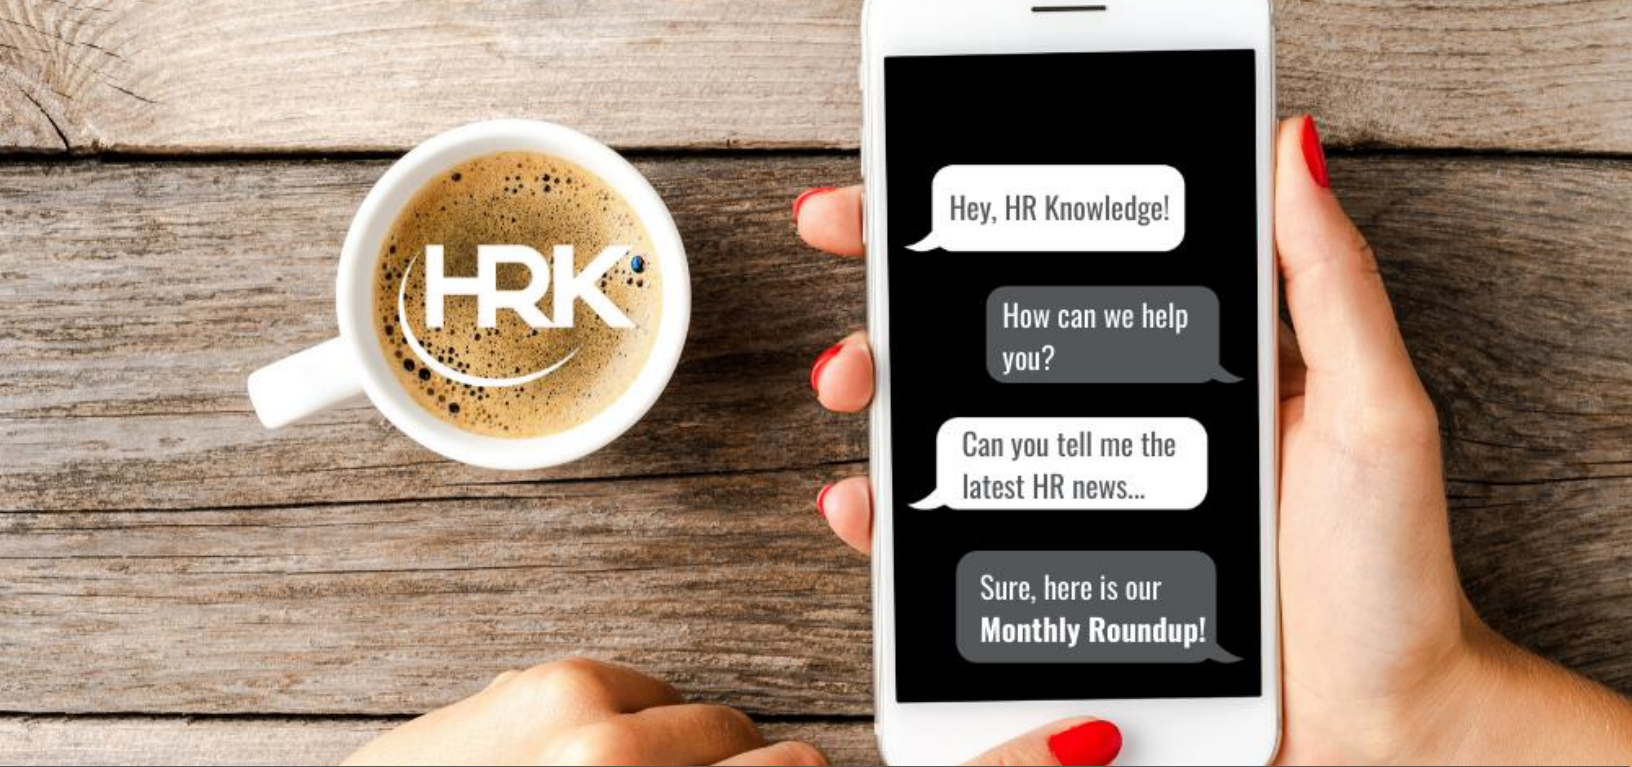 HRK
Hey, HR Knowledge!
How can we help
you?
Can you tell me the
latest HR news...
Sure, here is our
Monthly Roundup!